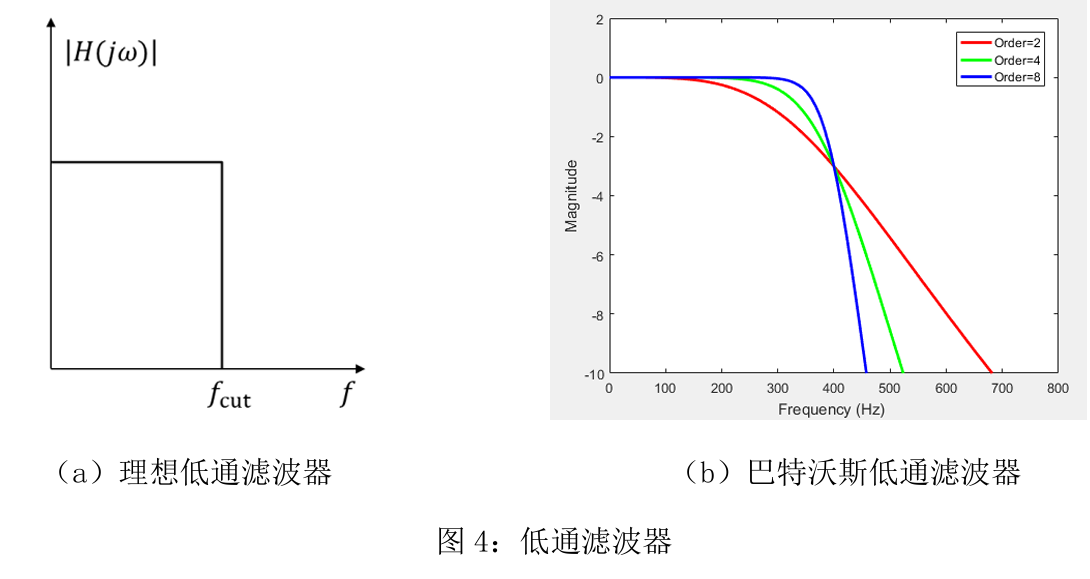 |H(jω)|
f_cut
f
(a)理想低通滤波器
2
0
-2
-4
-6
-8
-10
Magnitude
0 100 200 300 400 500 600 700 800
Frequency (Hz)
Order=2
Order=4
Order=8
(b)巴特沃斯低通滤波器
图 4:低通滤波器